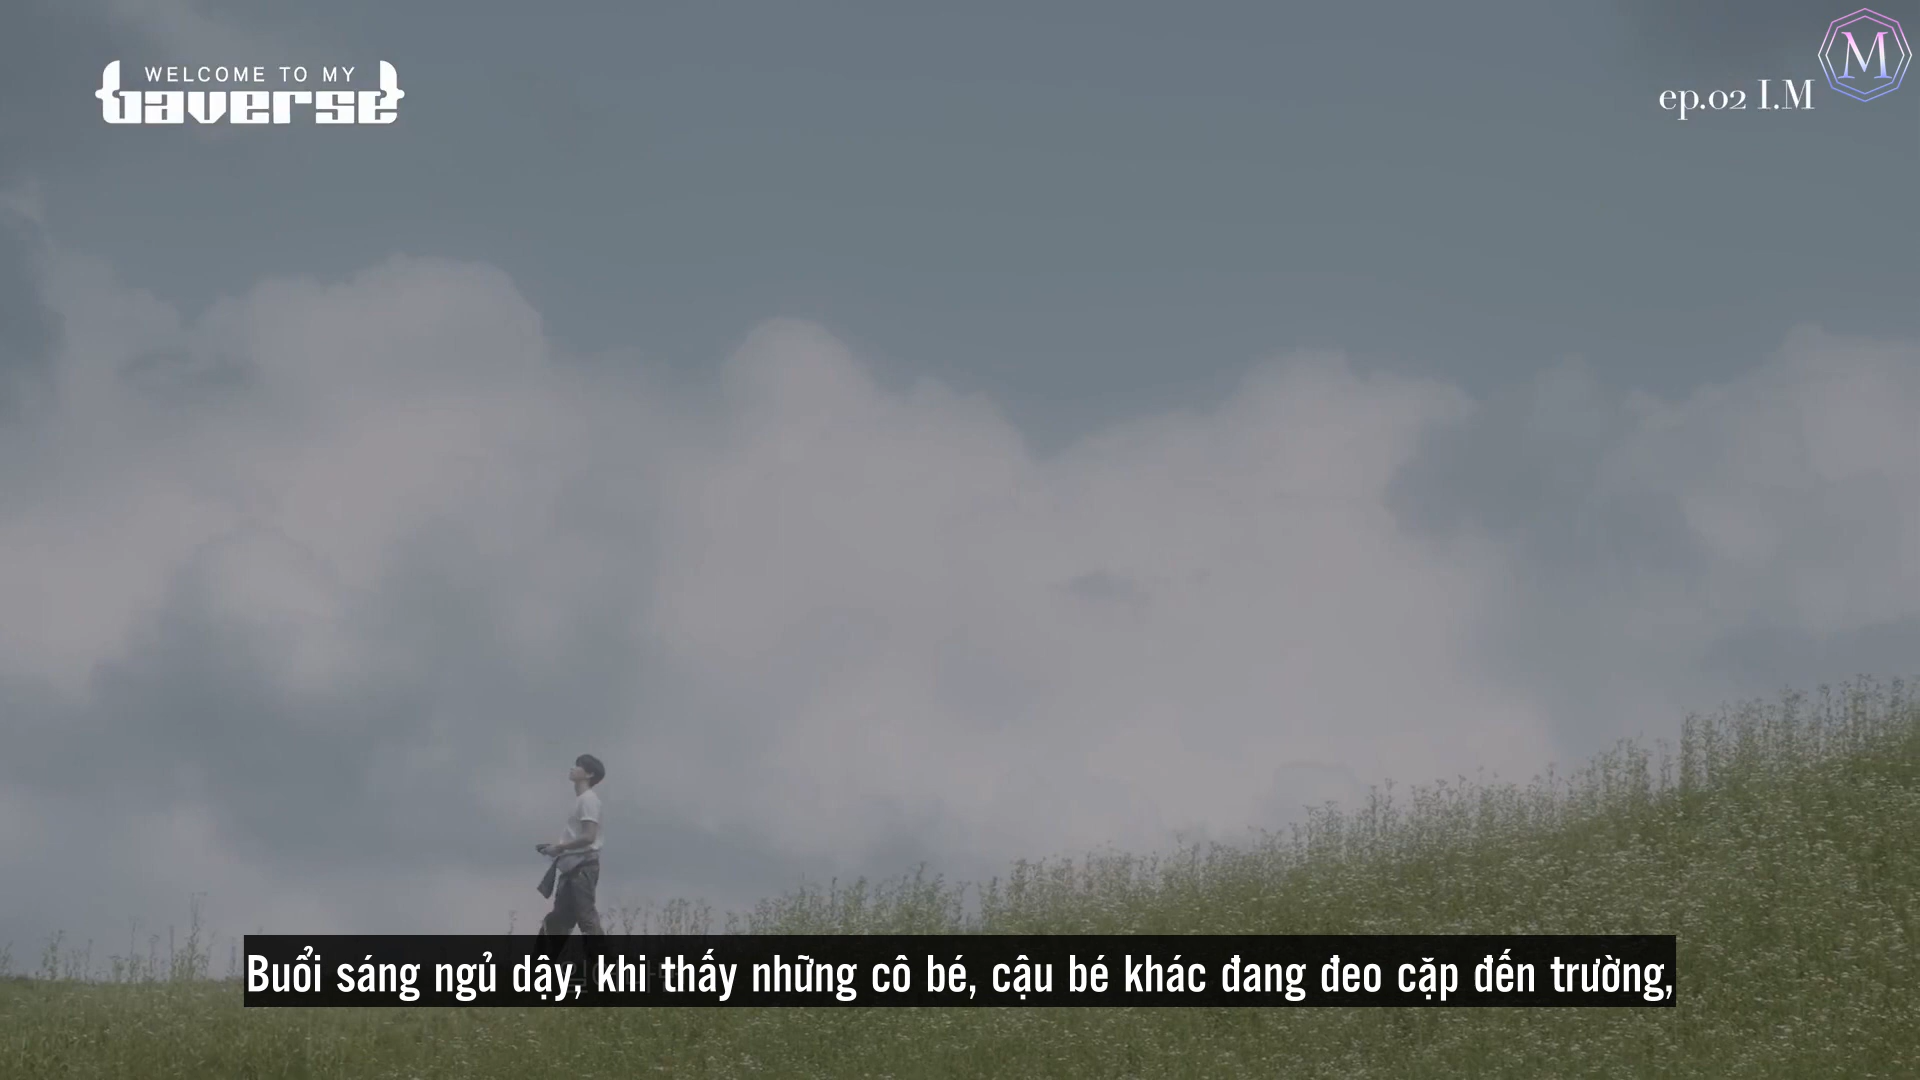 WELCOME TO MY
baverse
ep.02 I.M
M
Buổi sáng ngủ dậy, khi thấy những cô bé, cậu bé khác đang đeo cặp đến trường,